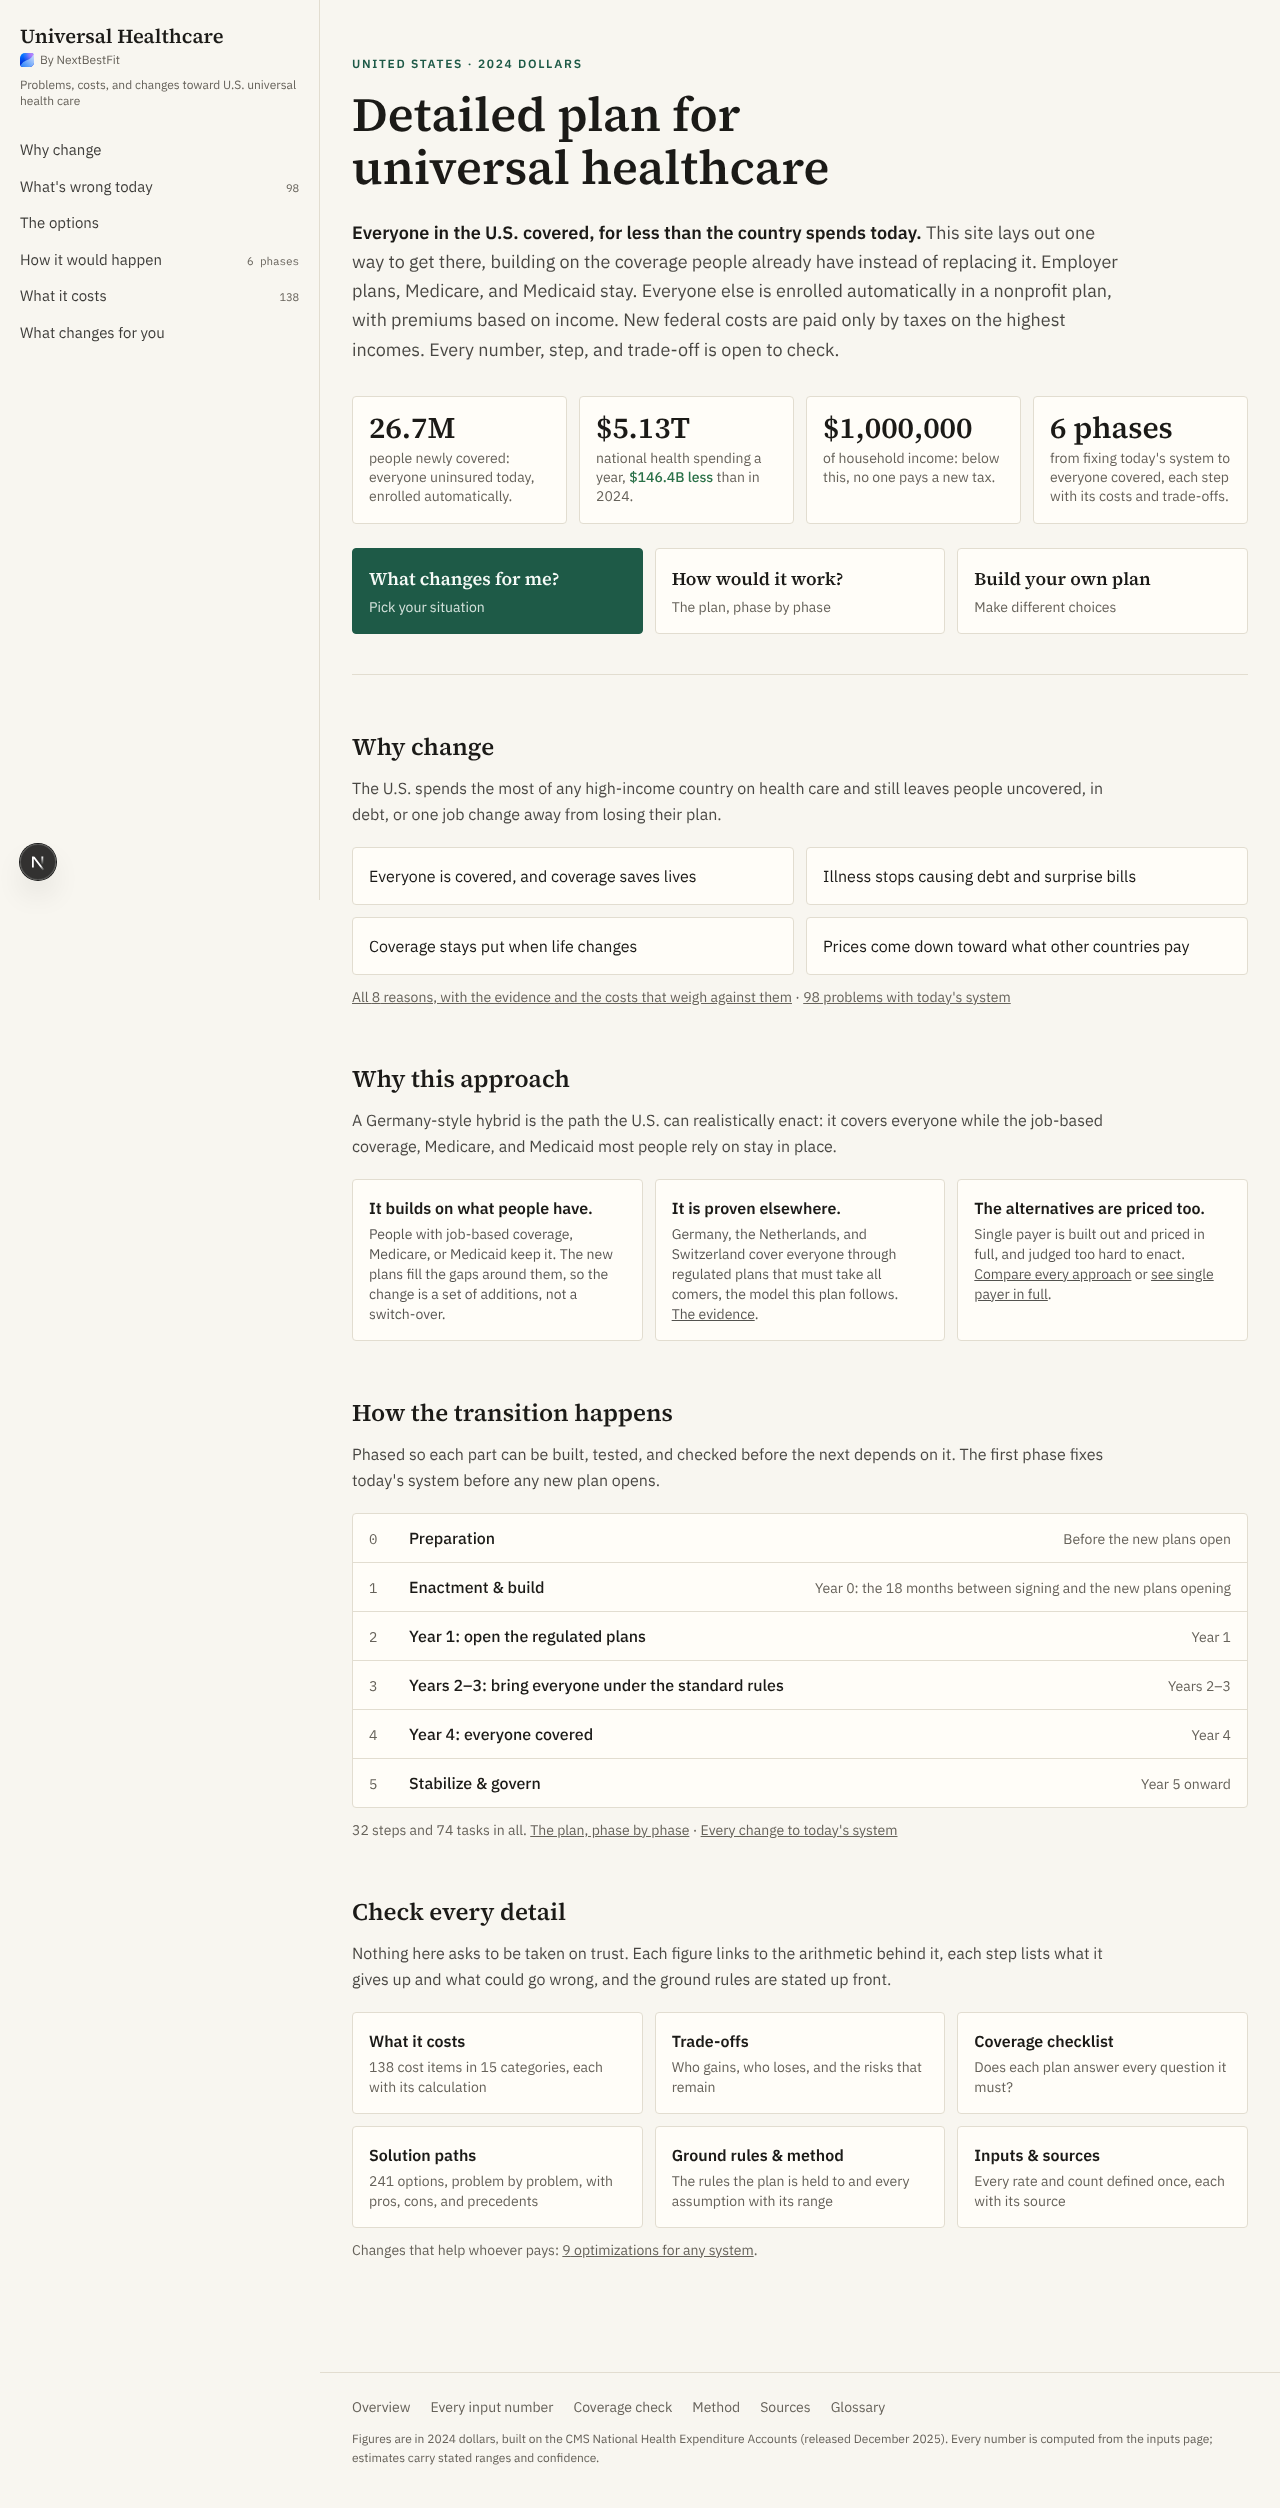 Universal Healthcare
By NextBestFit
Problems, costs, and changes toward U.S. universal
health care
Why change
What's wrong today 98
The options
How it would happen 6 phases
What it costs 138
What changes for you
N
UNITED STATES · 2024 DOLLARS
Detailed plan for
universal healthcare
Everyone in the U.S. covered, for less than the country spends today. This site lays out one
way to get there, building on the coverage people already have instead of replacing it. Employer
plans, Medicare, and Medicaid stay. Everyone else is enrolled automatically in a nonprofit plan,
with premiums based on income. New federal costs are paid only by taxes on the highest
incomes. Every number, step, and trade-off is open to check.
26.7M
people newly covered:
everyone uninsured today,
enrolled automatically.
$5.13T
national health spending a
year, $146.4B less than in
2024.
$1,000,000
of household income: below
this, no one pays a new tax.
6 phases
from fixing today's system to
everyone covered, each step
with its costs and trade-offs.
What changes for me?
Pick your situation
How would it work?
The plan, phase by phase
Build your own plan
Make different choices
Why change
The U.S. spends the most of any high-income country on health care and still leaves people uncovered, in
debt, or one job change away from losing their plan.
Everyone is covered, and coverage saves lives
Illness stops causing debt and surprise bills
Coverage stays put when life changes
Prices come down toward what other countries pay
All 8 reasons, with the evidence and the costs that weigh against them · 98 problems with today's system
Why this approach
A Germany-style hybrid is the path the U.S. can realistically enact: it covers everyone while the job-based
coverage, Medicare, and Medicaid most people rely on stay in place.
It builds on what people have.
People with job-based coverage,
Medicare, or Medicaid keep it. The new
plans fill the gaps around them, so the
change is a set of additions, not a
switch-over.
It is proven elsewhere.
Germany, the Netherlands, and
Switzerland cover everyone through
regulated plans that must take all
comers, the model this plan follows.
The evidence.
The alternatives are priced too.
Single payer is built out and priced in
full, and judged too hard to enact.
Compare every approach or see single
payer in full.
How the transition happens
Phased so each part can be built, tested, and checked before the next depends on it. The first phase fixes
today's system before any new plan opens.
0 Preparation Before the new plans open
1 Enactment & build Year 0: the 18 months between signing and the new plans opening
2 Year 1: open the regulated plans Year 1
3 Years 2–3: bring everyone under the standard rules Years 2–3
4 Year 4: everyone covered Year 4
5 Stabilize & govern Year 5 onward
32 steps and 74 tasks in all. The plan, phase by phase · Every change to today's system
Check every detail
Nothing here asks to be taken on trust. Each figure links to the arithmetic behind it, each step lists what it
gives up and what could go wrong, and the ground rules are stated up front.
What it costs
138 cost items in 15 categories, each
with its calculation
Trade-offs
Who gains, who loses, and the risks that
remain
Coverage checklist
Does each plan answer every question it
must?
Solution paths
241 options, problem by problem, with
pros, cons, and precedents
Ground rules & method
The rules the plan is held to and every
assumption with its range
Inputs & sources
Every rate and count defined once, each
with its source
Changes that help whoever pays: 9 optimizations for any system.
Overview Every input number Coverage check Method Sources Glossary
Figures are in 2024 dollars, built on the CMS National Health Expenditure Accounts (released December 2025). Every number is computed from the inputs page;
estimates carry stated ranges and confidence.